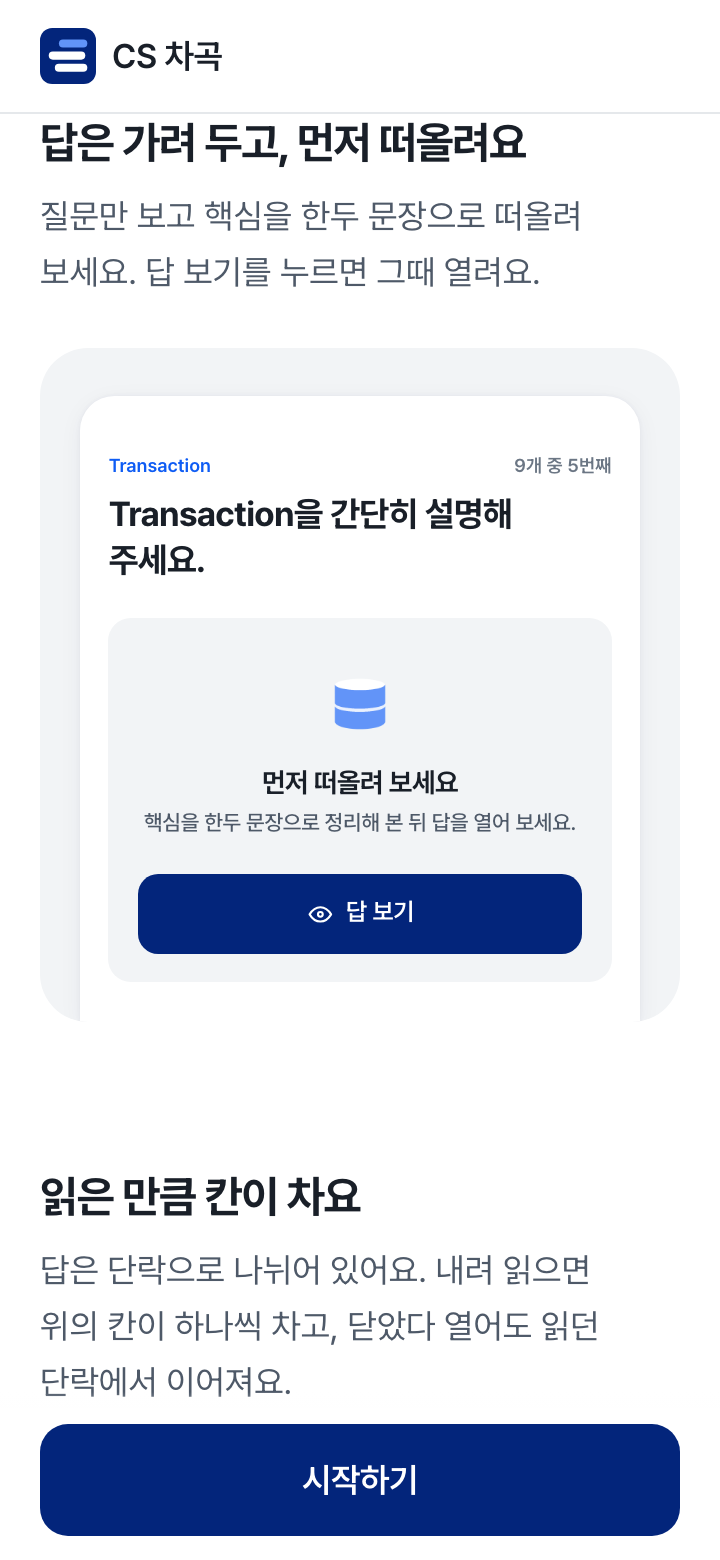 CS 차곡
답은 가려 두고, 먼저 떠올려요
질문만 보고 핵심을 한두 문장으로 떠올려
보세요. 답 보기를 누르면 그때 열려요.
Transaction
9개 중 5번째
Transaction을 간단히 설명해
주세요.
먼저 떠올려 보세요
핵심을 한두 문장으로 정리해 본 뒤 답을 열어 보세요.
답 보기
읽은 만큼 칸이 차요
답은 단락으로 나뉘어 있어요. 내려 읽으면
위의 칸이 하나씩 차고, 닫았다 열어도 읽던
단락에서 이어져요.
시작하기